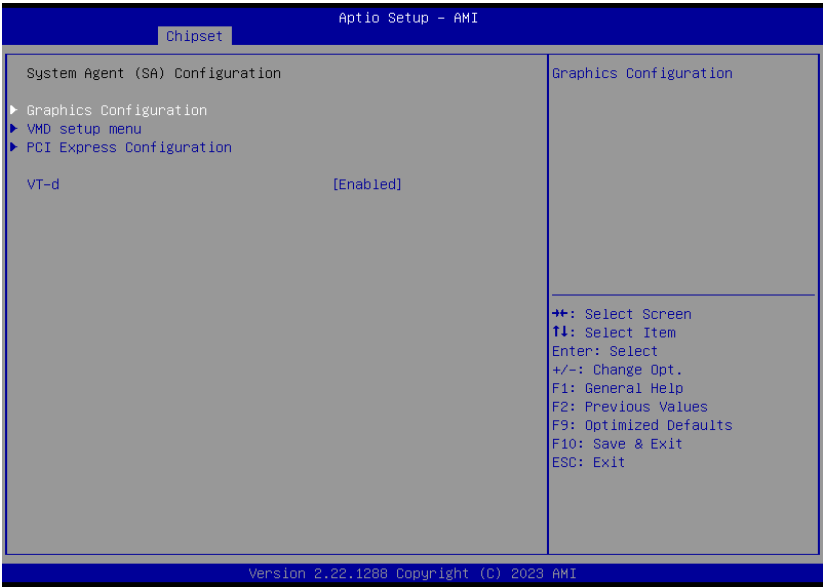 Aptio Setup – AMI
Chipset
System Agent (SA) Configuration
Graphics Configuration
VMD setup menu
PCI Express Configuration
VT-d [Enabled]
Graphics Configuration
→←: Select Screen
↑↓: Select Item
Enter: Select
+/-: Change Opt.
F1: General Help
F2: Previous Values
F9: Optimized Defaults
F10: Save & Exit
ESC: Exit
Version 2.22.1288 Copyright (C) 2023 AMI